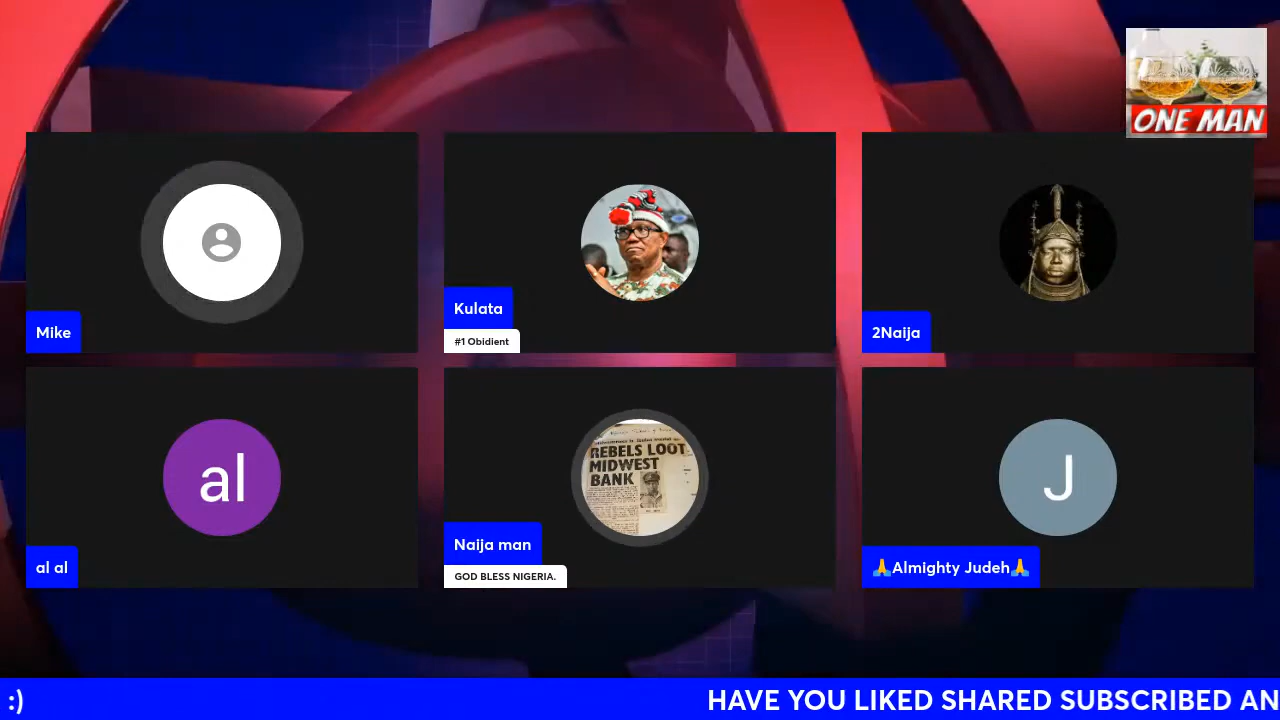 ONE MAN
Mike
Kulata
#1 Obidient
2Naija
al
al al
REBELS LOOT
MIDWEST
BANK
Naija man
GOD BLESS NIGERIA.
J
🙏Almighty Judeh🙏
:)
HAVE YOU LIKED SHARED SUBSCRIBED AN